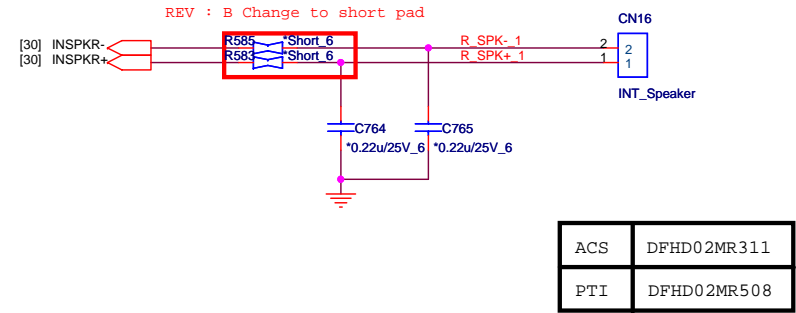 REV : B Change to short pad
CN16
[30] INSPKR- R585 *Short_6 R_SPK-_1 2 2
[30] INSPKR+ R583 *Short_6 R_SPK+_1 1 1
INT_Speaker
C764 C765
*0.22u/25V_6 *0.22u/25V_6
ACS DFHD02MR311
PTI DFHD02MR508